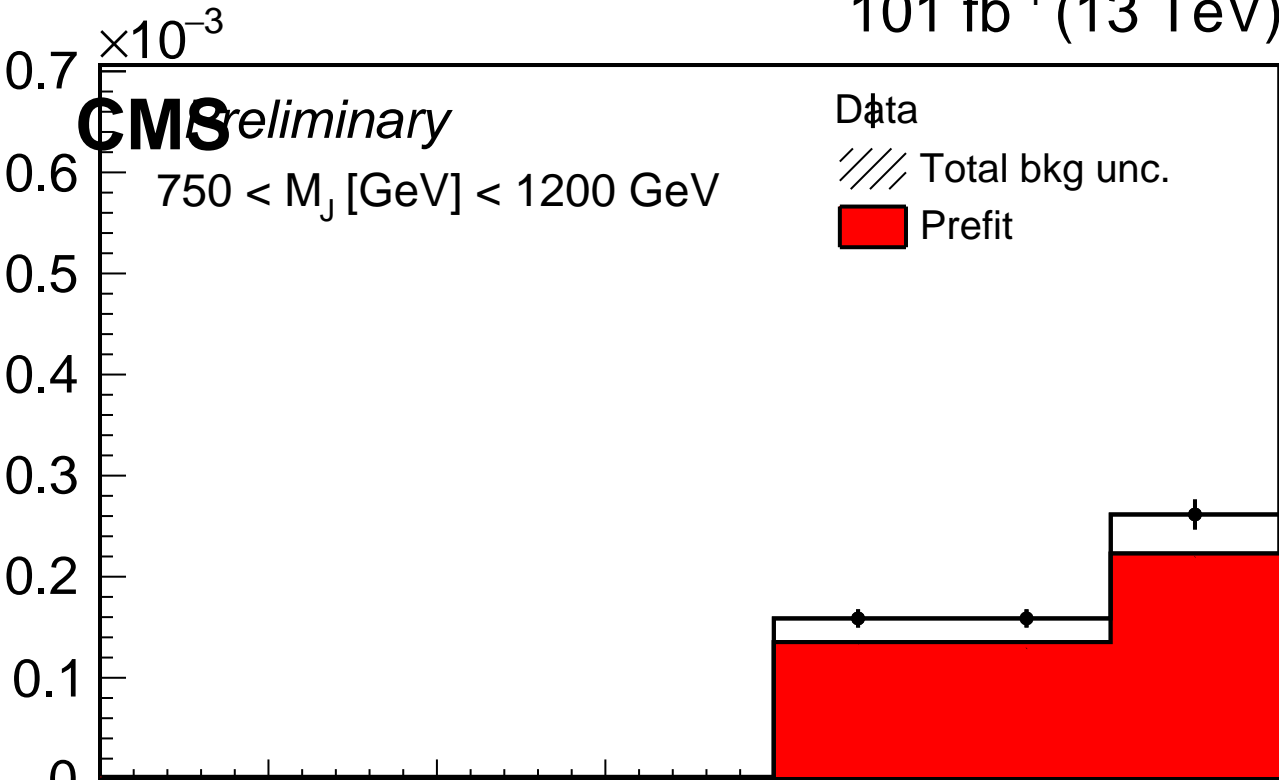 101 fb⁻¹ (13 TeV)
×10⁻³
0.7
CMS Preliminary
Data
0.6
750 < M_J [GeV] < 1200 GeV
Total bkg unc.
Prefit
0.5
0.4
0.3
0.2
0.1
0